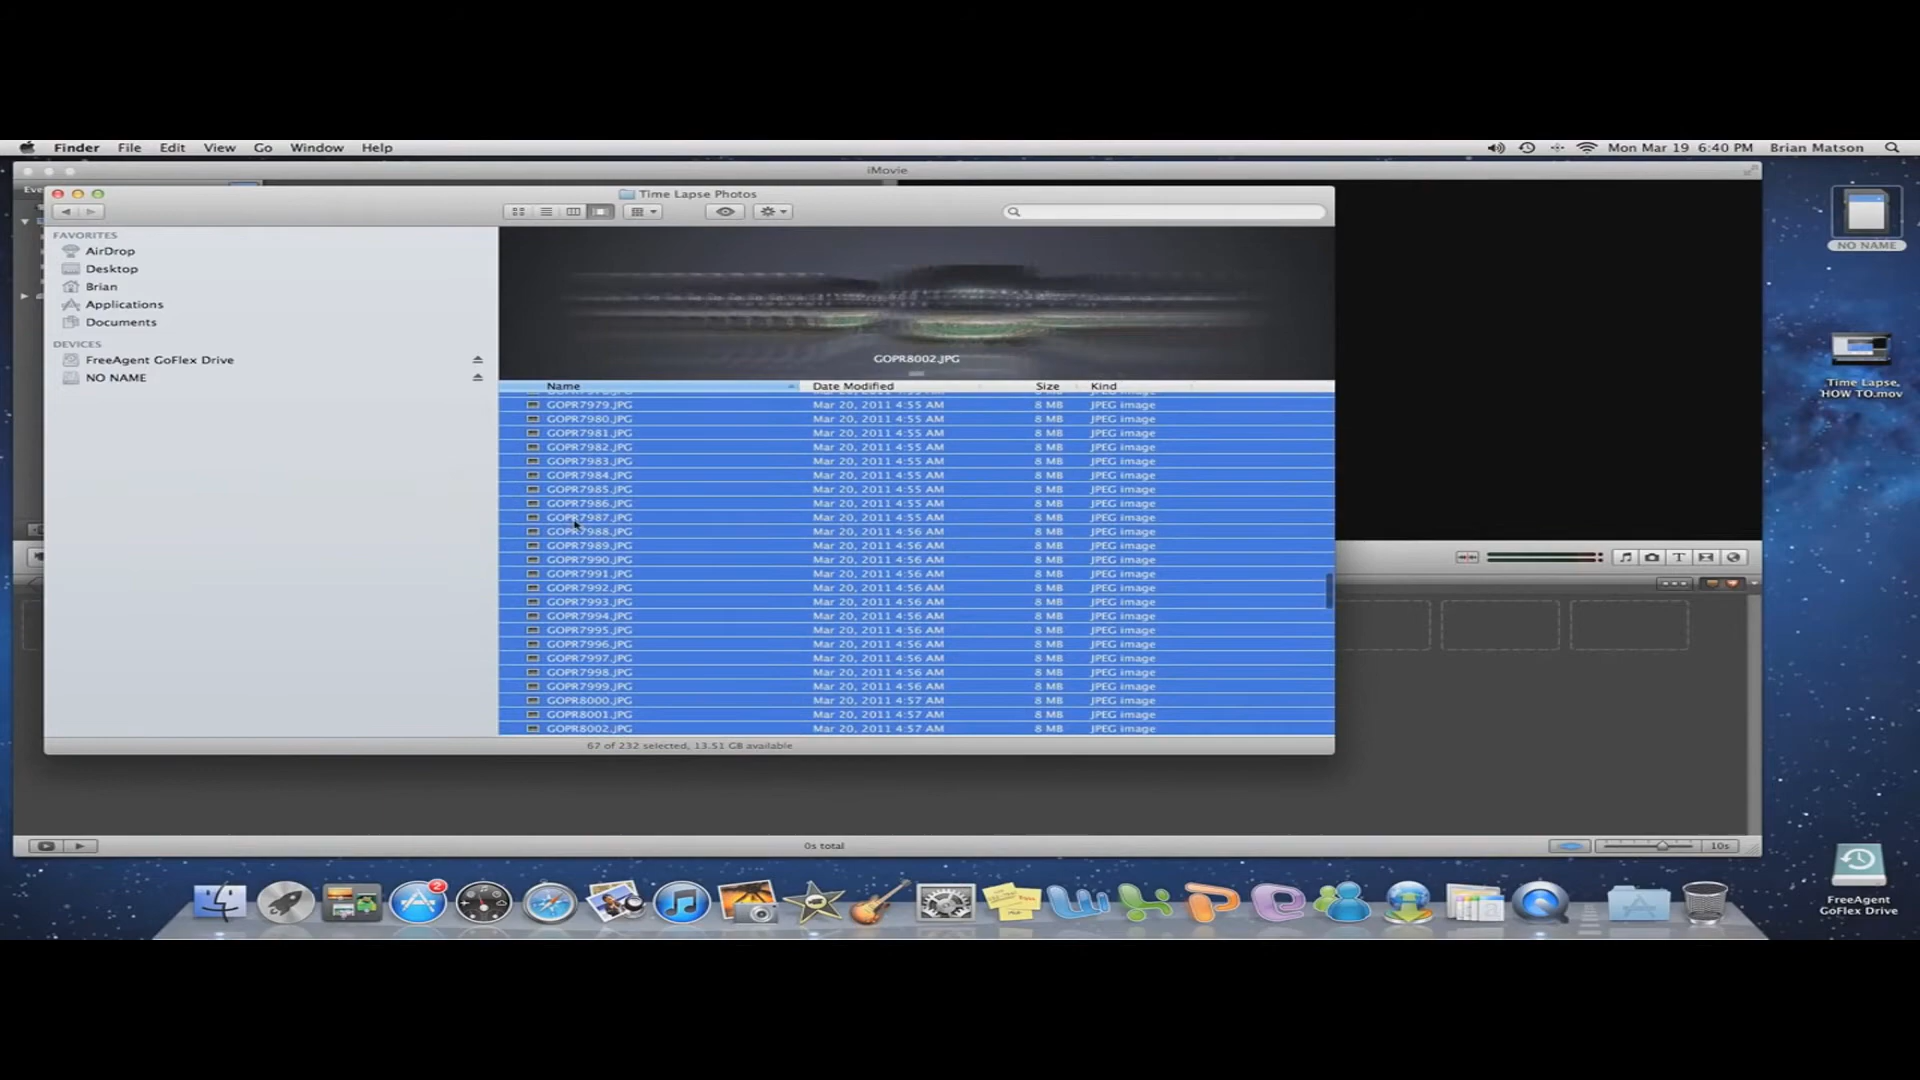 Finder File Edit View Go Window Help
Mon Mar 19 6:40 PM Brian Matson
iMovie
Eve
Time Lapse Photos
FAVORITES
AirDrop
Desktop
Brian
Applications
Documents
DEVICES
FreeAgent GoFlex Drive
NO NAME
GOPR8002.JPG
Name Date Modified Size Kind
GOPR7979.JPG Mar 20, 2011 4:55 AM 8 MB JPEG image
GOPR7980.JPG Mar 20, 2011 4:55 AM 8 MB JPEG image
GOPR7981.JPG Mar 20, 2011 4:55 AM 8 MB JPEG image
GOPR7982.JPG Mar 20, 2011 4:55 AM 8 MB JPEG image
GOPR7983.JPG Mar 20, 2011 4:55 AM 8 MB JPEG image
GOPR7984.JPG Mar 20, 2011 4:55 AM 8 MB JPEG image
GOPR7985.JPG Mar 20, 2011 4:55 AM 8 MB JPEG image
GOPR7986.JPG Mar 20, 2011 4:55 AM 8 MB JPEG image
GOPR7987.JPG Mar 20, 2011 4:55 AM 8 MB JPEG image
GOPR7988.JPG Mar 20, 2011 4:56 AM 8 MB JPEG image
GOPR7989.JPG Mar 20, 2011 4:56 AM 8 MB JPEG image
GOPR7990.JPG Mar 20, 2011 4:56 AM 8 MB JPEG image
GOPR7991.JPG Mar 20, 2011 4:56 AM 8 MB JPEG image
GOPR7992.JPG Mar 20, 2011 4:56 AM 8 MB JPEG image
GOPR7993.JPG Mar 20, 2011 4:56 AM 8 MB JPEG image
GOPR7994.JPG Mar 20, 2011 4:56 AM 8 MB JPEG image
GOPR7995.JPG Mar 20, 2011 4:56 AM 8 MB JPEG image
GOPR7996.JPG Mar 20, 2011 4:56 AM 8 MB JPEG image
GOPR7997.JPG Mar 20, 2011 4:56 AM 8 MB JPEG image
GOPR7998.JPG Mar 20, 2011 4:56 AM 8 MB JPEG image
GOPR7999.JPG Mar 20, 2011 4:56 AM 8 MB JPEG image
GOPR8000.JPG Mar 20, 2011 4:57 AM 8 MB JPEG image
GOPR8001.JPG Mar 20, 2011 4:57 AM 8 MB JPEG image
GOPR8002.JPG Mar 20, 2011 4:57 AM 8 MB JPEG image
67 of 232 selected, 13.51 GB available
0s total
10s
NO NAME
Time Lapse,
HOW TO.mov
FreeAgent
GoFlex Drive
2